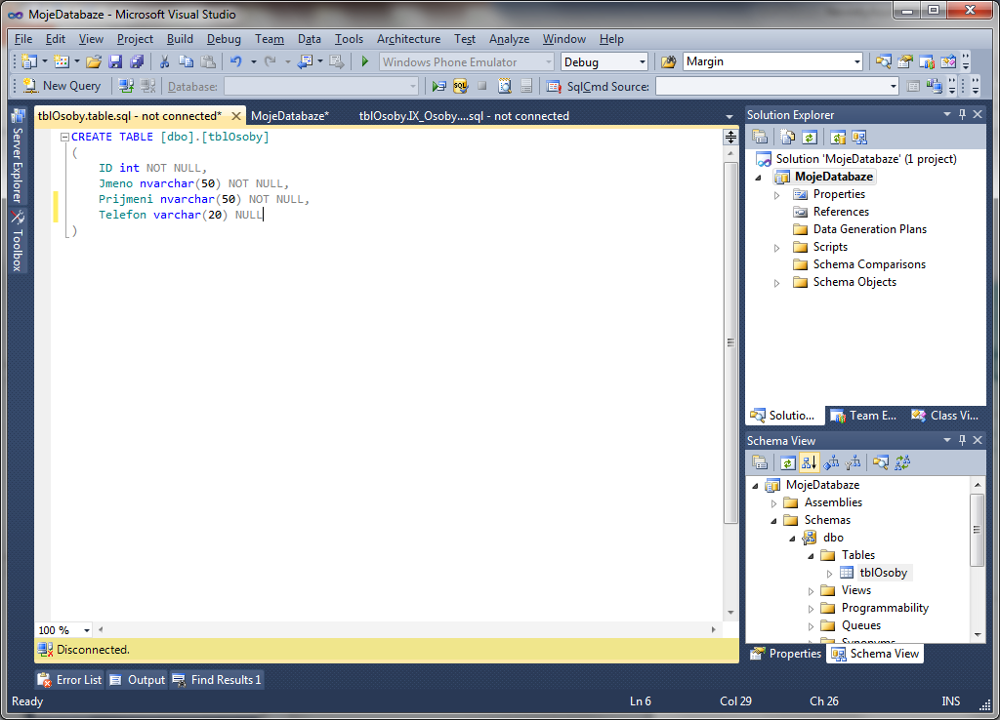 MojeDatabaze - Microsoft Visual Studio
File Edit View Project Build Debug Team Data Tools Architecture Test Analyze Window Help
Windows Phone Emulator Debug Margin
New Query Database: SQL SqlCmd Source:
Server Explorer
Toolbox
tblOsoby.table.sql - not connected* MojeDatabaze* tblOsoby.IX_Osoby....sql - not connected
CREATE TABLE [dbo].[tblOsoby]
(
ID int NOT NULL,
Jmeno nvarchar(50) NOT NULL,
Prijmeni nvarchar(50) NOT NULL,
Telefon varchar(20) NULL
)
100 %
Disconnected.
Solution Explorer
Solution 'MojeDatabaze' (1 project)
MojeDatabaze
Properties
References
Data Generation Plans
Scripts
Schema Comparisons
Schema Objects
Solutio... Team E... Class Vi...
Schema View
MojeDatabaze
Assemblies
Schemas
dbo
Tables
tblOsoby
Views
Programmability
Queues
Synonyms
Properties Schema View
Error List Output Find Results 1
Ready Ln 6 Col 29 Ch 26 INS